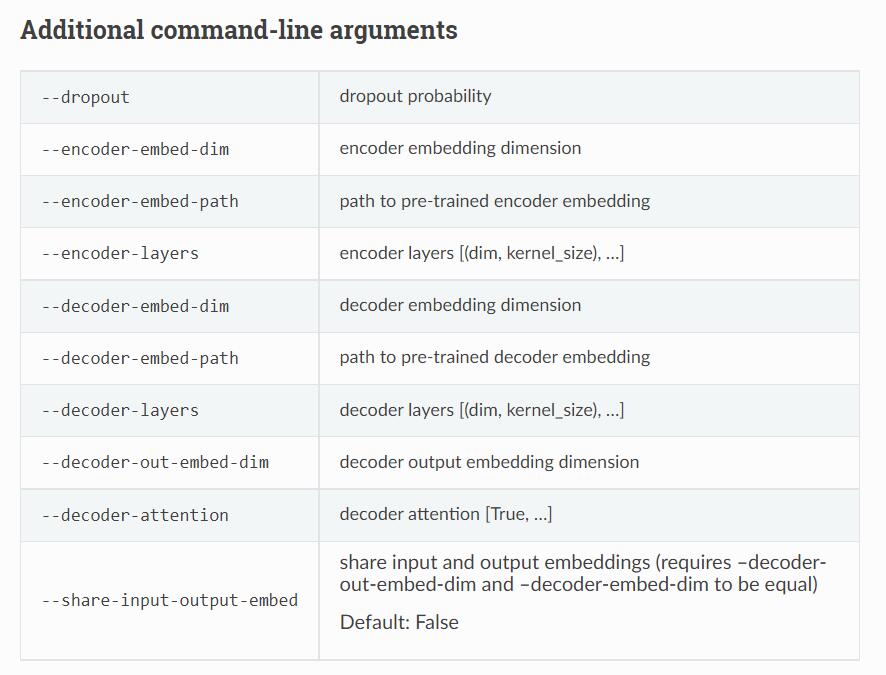 Additional command-line arguments
--dropout dropout probability
--encoder-embed-dim encoder embedding dimension
--encoder-embed-path path to pre-trained encoder embedding
--encoder-layers encoder layers [(dim, kernel_size), …]
--decoder-embed-dim decoder embedding dimension
--decoder-embed-path path to pre-trained decoder embedding
--decoder-layers decoder layers [(dim, kernel_size), …]
--decoder-out-embed-dim decoder output embedding dimension
--decoder-attention decoder attention [True, …]
--share-input-output-embed share input and output embeddings (requires –decoder-
out-embed-dim and –decoder-embed-dim to be equal)
Default: False